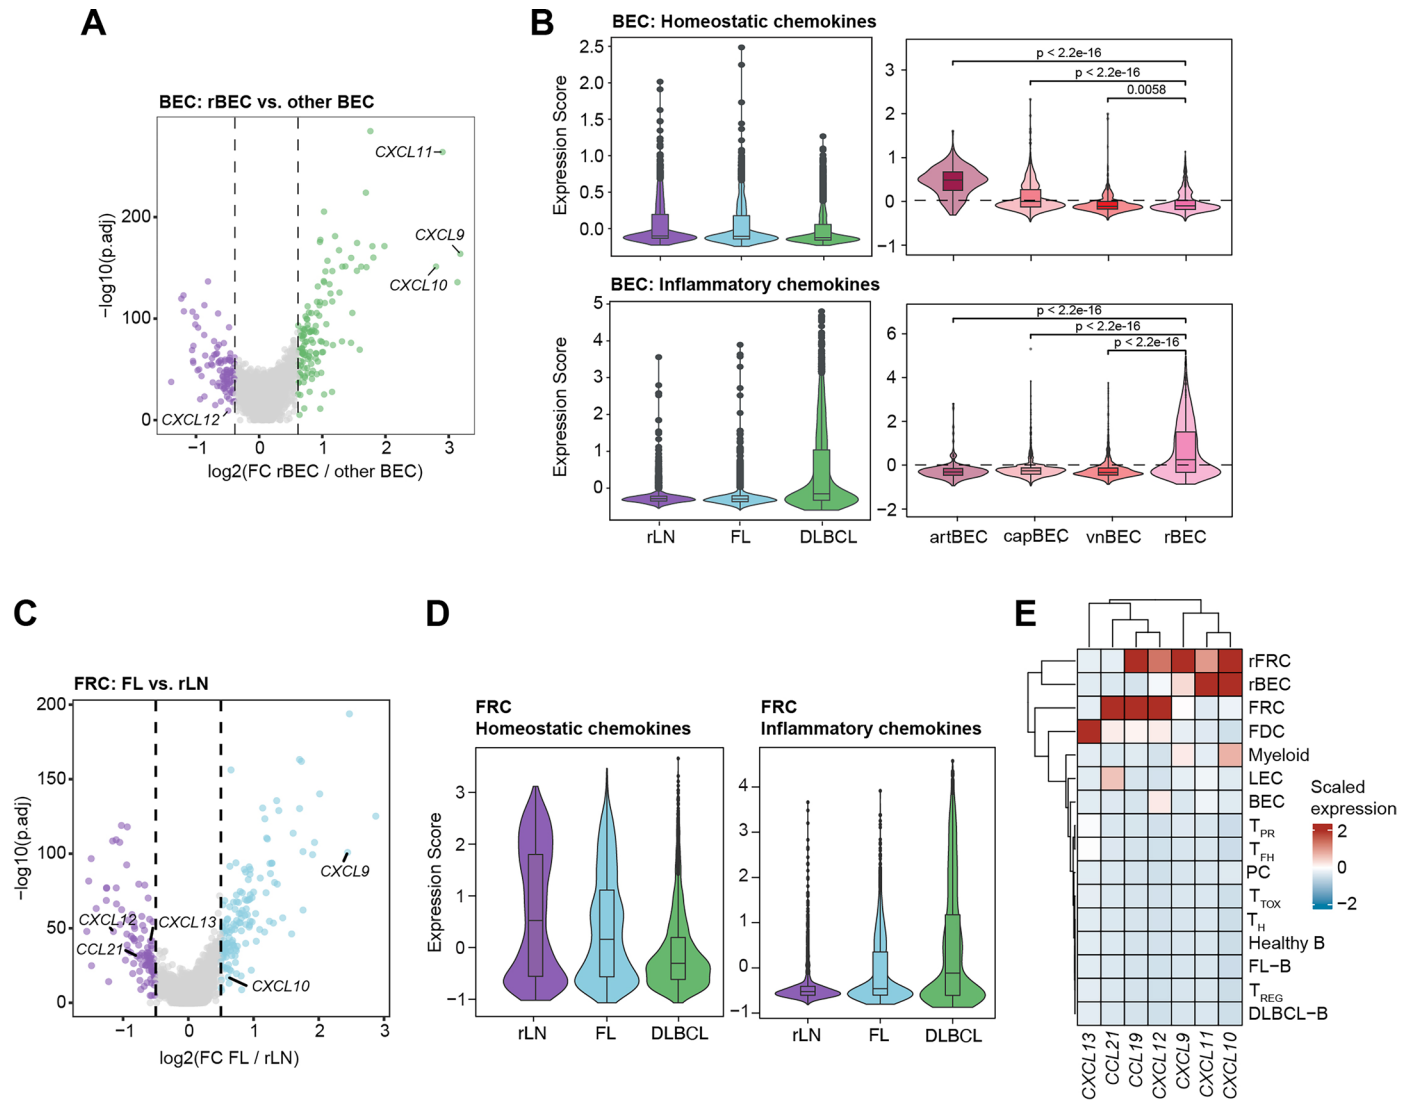 A
BEC: rBEC vs. other BEC
−log10(p.adj)
200
100
0
CXCL11
CXCL9
CXCL10
CXCL12
−1
0
1
2
3
log2(FC rBEC / other BEC)
B
BEC: Homeostatic chemokines
Expression Score
2.5
2.0
1.5
1.0
0.5
0.0
3
2
1
0
−1
p < 2.2e-16
p < 2.2e-16
0.0058
BEC: Inflammatory chemokines
Expression Score
5
4
3
2
1
0
rLN
FL
DLBCL
6
4
2
0
−2
p < 2.2e-16
p < 2.2e-16
p < 2.2e-16
artBEC
capBEC
vnBEC
rBEC
C
FRC: FL vs. rLN
−log10(p.adj)
200
150
100
50
0
CXCL9
CXCL12
CXCL13
CCL21
CXCL10
−1
0
1
2
3
log2(FC FL / rLN)
D
FRC
Homeostatic chemokines
Expression Score
3
2
1
0
−1
rLN
FL
DLBCL
FRC
Inflammatory chemokines
4
3
2
1
0
−1
rLN
FL
DLBCL
E
rFRC
rBEC
FRC
FDC
Myeloid
LEC
BEC
TPR
TFH
PC
TTOX
TH
Healthy B
FL−B
TREG
DLBCL−B
CXCL13
CCL21
CCL19
CXCL12
CXCL9
CXCL11
CXCL10
Scaled
expression
2
0
−2